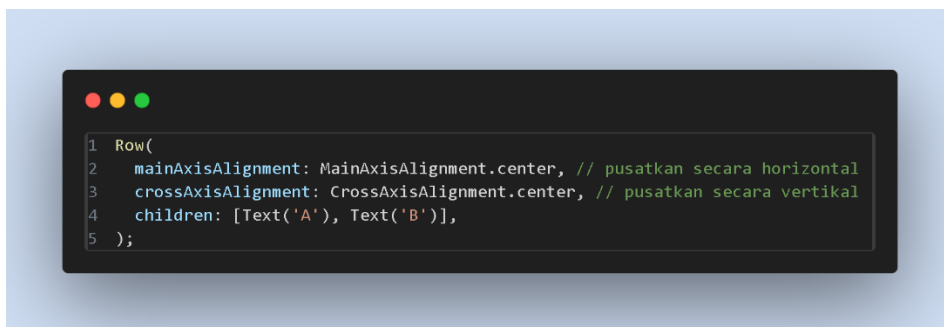 1 Row(
2   mainAxisAlignment: MainAxisAlignment.center, // pusatkan secara horizontal
3   crossAxisAlignment: CrossAxisAlignment.center, // pusatkan secara vertikal
4   children: [Text('A'), Text('B')],
5 );